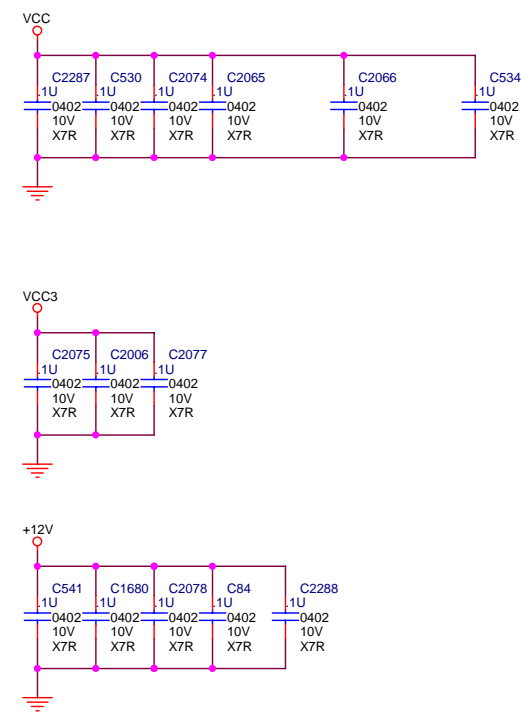 VCC
C2287 C530 C2074 C2065 C2066 C534
.1U .1U .1U .1U .1U .1U
0402 0402 0402 0402 0402 0402
10V 10V 10V 10V 10V 10V
X7R X7R X7R X7R X7R X7R
VCC3
C2075 C2006 C2077
.1U .1U .1U
0402 0402 0402
10V 10V 10V
X7R X7R X7R
+12V
C541 C1680 C2078 C84 C2288
.1U .1U .1U .1U .1U
0402 0402 0402 0402 0402
10V 10V 10V 10V 10V
X7R X7R X7R X7R X7R